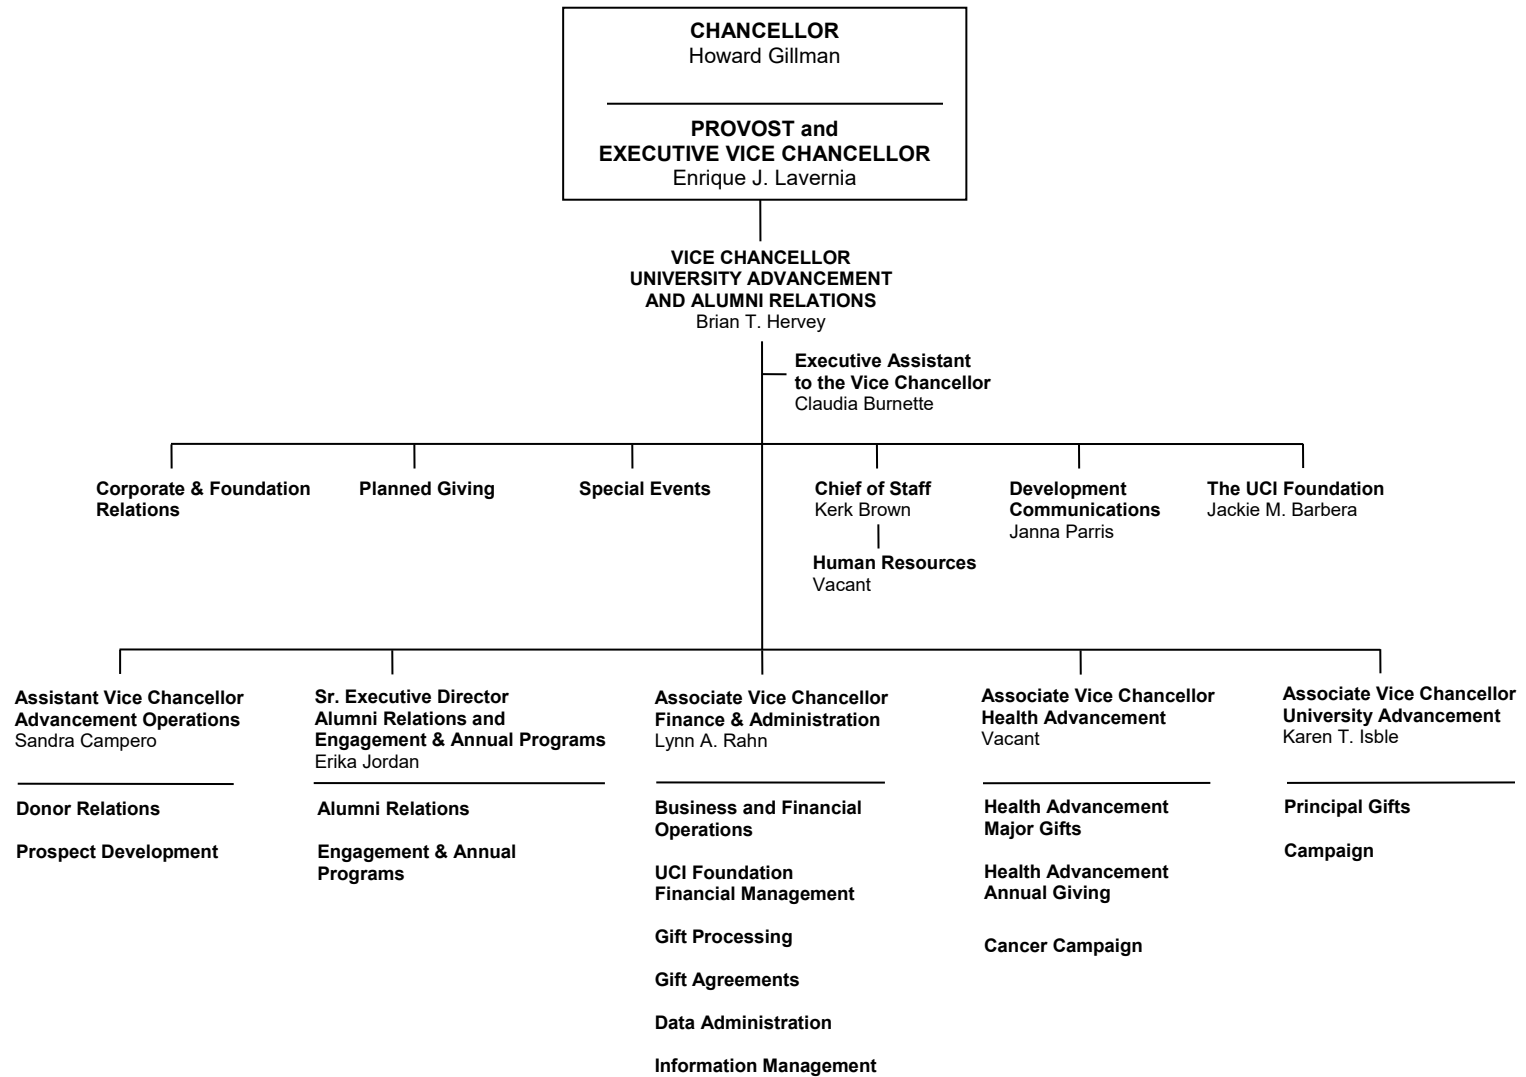 CHANCELLOR
Howard Gillman
PROVOST and
EXECUTIVE VICE CHANCELLOR
Enrique J. Lavernia
VICE CHANCELLOR
UNIVERSITY ADVANCEMENT
AND ALUMNI RELATIONS
Brian T. Hervey
Executive Assistant
to the Vice Chancellor
Claudia Burnette
Corporate & Foundation
Relations
Planned Giving
Special Events
Chief of Staff
Kerk Brown
Human Resources
Vacant
Development
Communications
Janna Parris
The UCI Foundation
Jackie M. Barbera
Assistant Vice Chancellor
Advancement Operations
Sandra Campero
Donor Relations
Prospect Development
Sr. Executive Director
Alumni Relations and
Engagement & Annual Programs
Erika Jordan
Alumni Relations
Engagement & Annual
Programs
Associate Vice Chancellor
Finance & Administration
Lynn A. Rahn
Business and Financial
Operations
UCI Foundation
Financial Management
Gift Processing
Gift Agreements
Data Administration
Information Management
Associate Vice Chancellor
Health Advancement
Vacant
Health Advancement
Major Gifts
Health Advancement
Annual Giving
Cancer Campaign
Associate Vice Chancellor
University Advancement
Karen T. Isble
Principal Gifts
Campaign